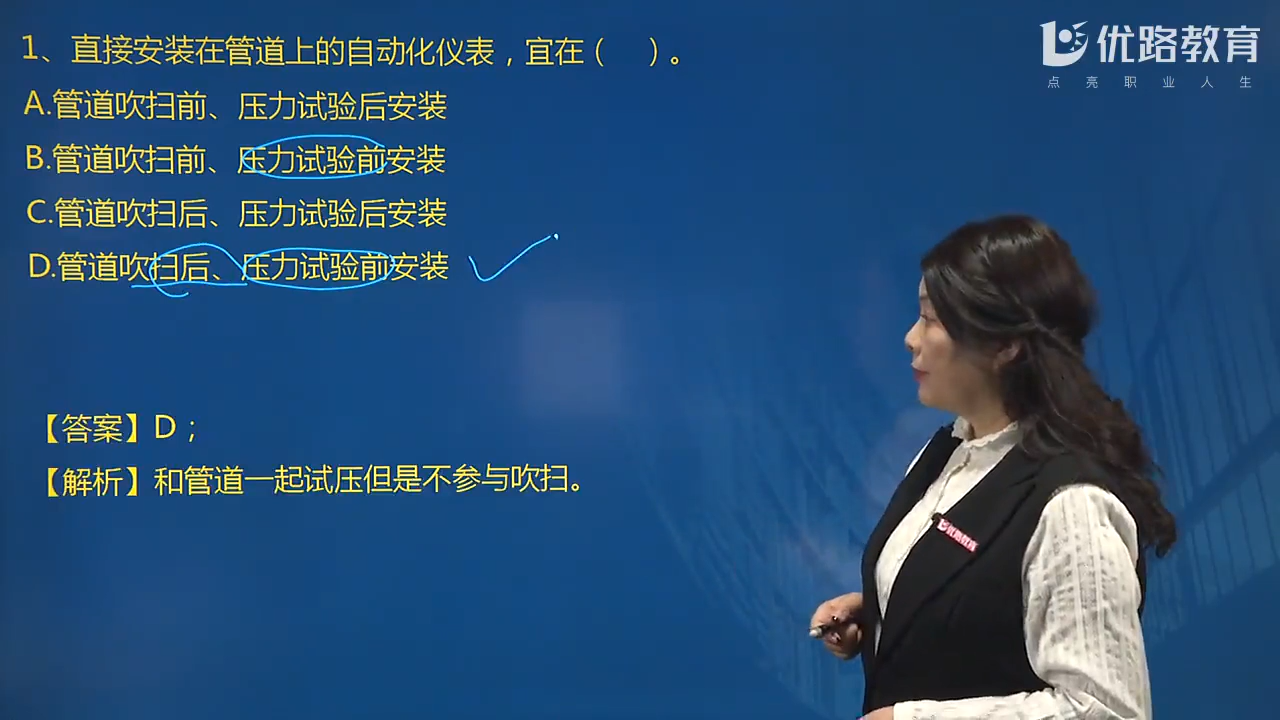 优路教育
点亮职业人生
1、直接安装在管道上的自动化仪表，宜在（　）。
A.管道吹扫前、压力试验后安装
B.管道吹扫前、压力试验前安装
C.管道吹扫后、压力试验后安装
D.管道吹扫后、压力试验前安装
【答案】D；
【解析】和管道一起试压但是不参与吹扫。
优路教育